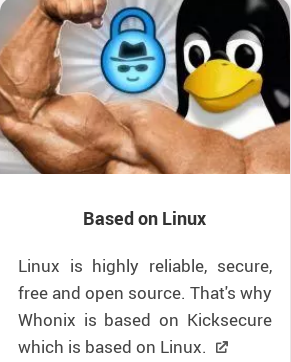 Based on Linux
Linux is highly reliable, secure,
free and open source. That's why
Whonix is based on Kicksecure
which is based on Linux.